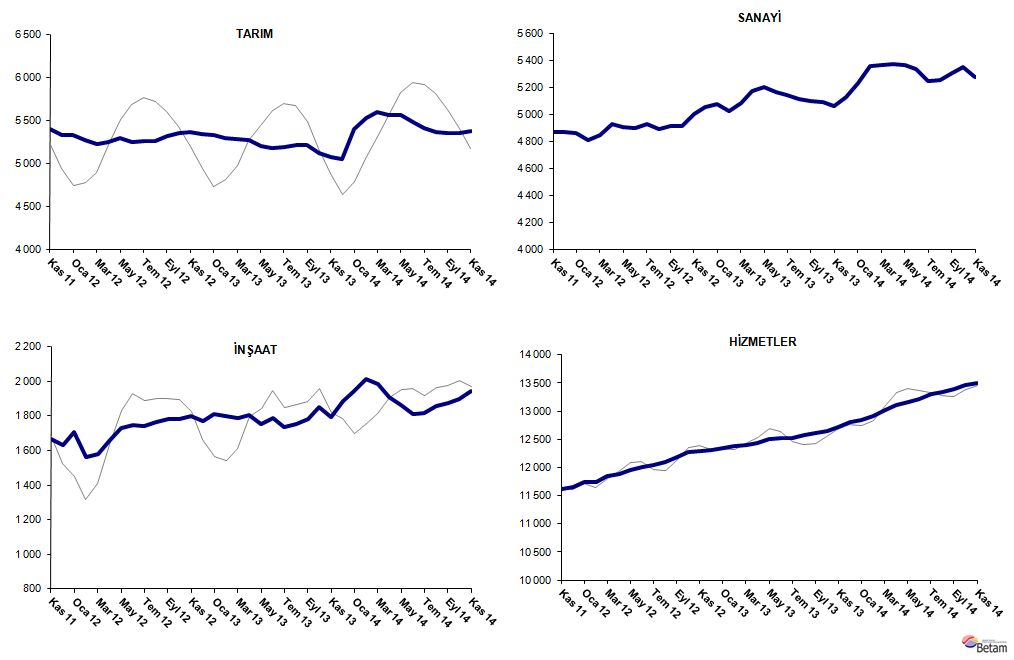 TARIM
6 500
6 000
5 500
5 000
4 500
4 000
Kas 11
Oca 12
Mar 12
May 12
Tem 12
Eyl 12
Kas 12
Oca 13
Mar 13
May 13
Tem 13
Eyl 13
Kas 13
Oca 14
Mar 14
May 14
Tem 14
Eyl 14
Kas 14
SANAYİ
5 600
5 400
5 200
5 000
4 800
4 600
4 400
4 200
4 000
Kas 11
Oca 12
Mar 12
May 12
Tem 12
Eyl 12
Kas 12
Oca 13
Mar 13
May 13
Tem 13
Eyl 13
Kas 13
Oca 14
Mar 14
May 14
Tem 14
Eyl 14
Kas 14
İNŞAAT
2 200
2 000
1 800
1 600
1 400
1 200
1 000
800
Kas 11
Oca 12
Mar 12
May 12
Tem 12
Eyl 12
Kas 12
Oca 13
Mar 13
May 13
Tem 13
Eyl 13
Kas 13
Oca 14
Mar 14
May 14
Tem 14
Eyl 14
Kas 14
HİZMETLER
14 000
13 500
13 000
12 500
12 000
11 500
11 000
10 500
10 000
Kas 11
Oca 12
Mar 12
May 12
Tem 12
Eyl 12
Kas 12
Oca 13
Mar 13
May 13
Tem 13
Eyl 13
Kas 13
Oca 14
Mar 14
May 14
Tem 14
Eyl 14
Kas 14
Betam